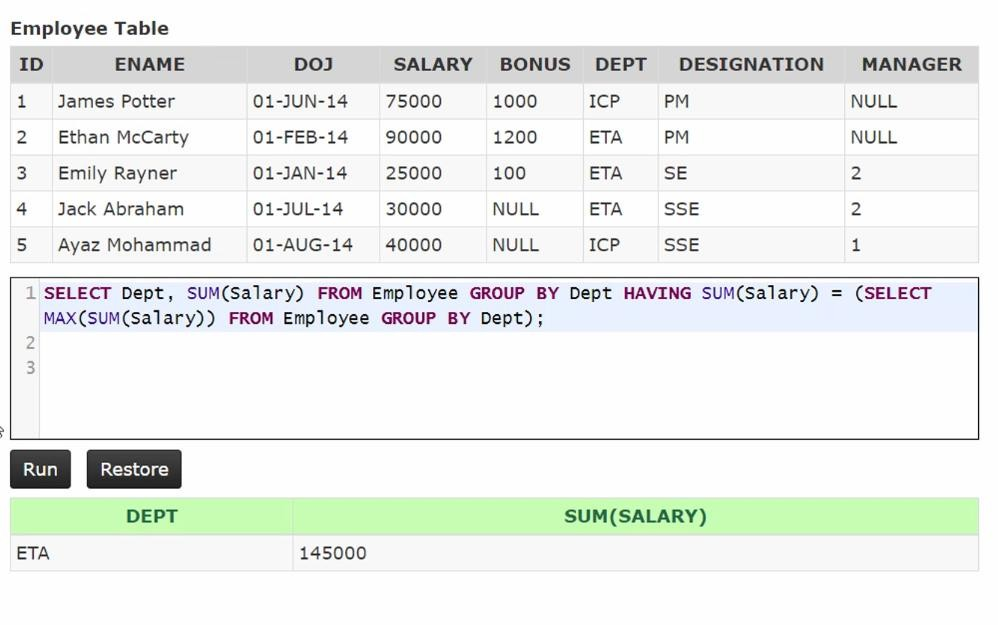 Employee Table
ID ENAME DOJ SALARY BONUS DEPT DESIGNATION MANAGER
1 James Potter 01-JUN-14 75000 1000 ICP PM NULL
2 Ethan McCarty 01-FEB-14 90000 1200 ETA PM NULL
3 Emily Rayner 01-JAN-14 25000 100 ETA SE 2
4 Jack Abraham 01-JUL-14 30000 NULL ETA SSE 2
5 Ayaz Mohammad 01-AUG-14 40000 NULL ICP SSE 1
1 SELECT Dept, SUM(Salary) FROM Employee GROUP BY Dept HAVING SUM(Salary) = (SELECT
MAX(SUM(Salary)) FROM Employee GROUP BY Dept);
2
3
Run Restore
DEPT SUM(SALARY)
ETA 145000